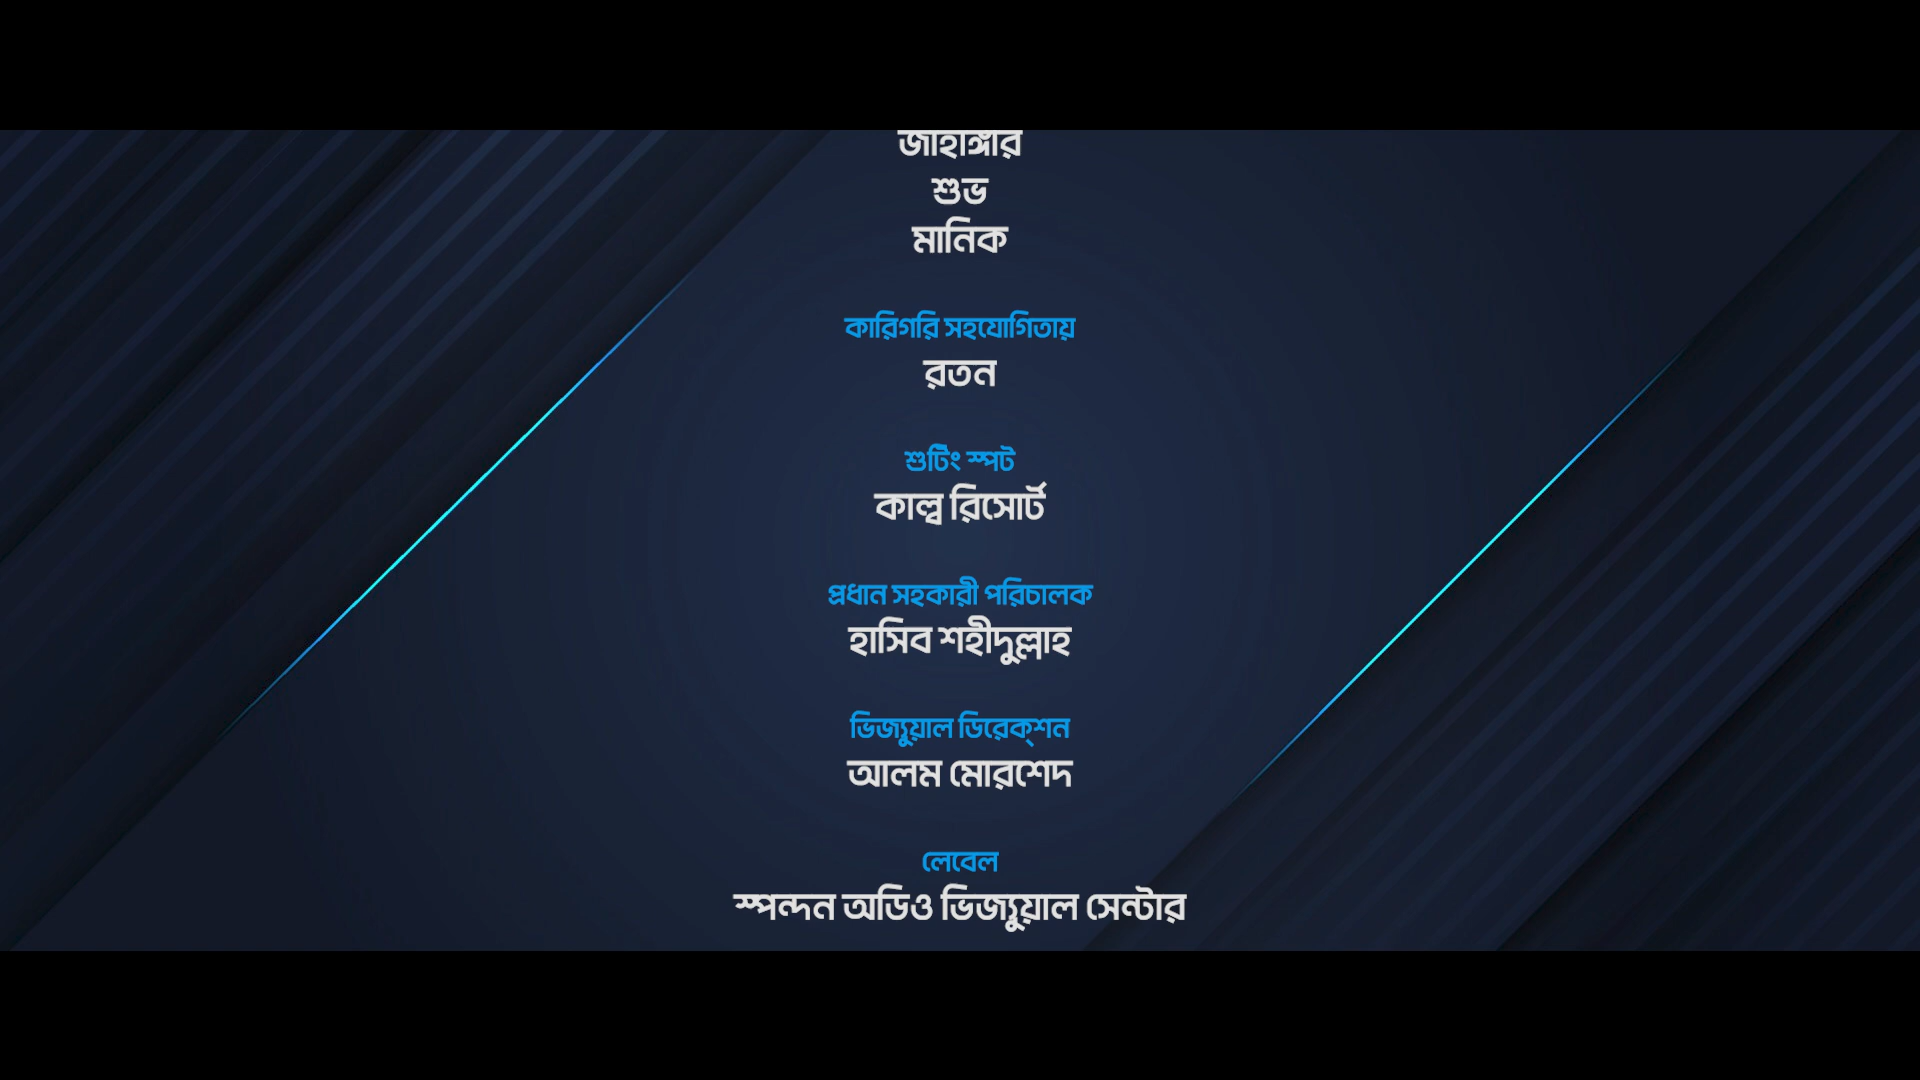 জাহাঙ্গীর
শুভ
মানিক
কারিগরি সহযোগিতায়
রতন
শুটিং স্পট
কাল্ব রিসোর্ট
প্রধান সহকারী পরিচালক
হাসিব শহীদুল্লাহ
ভিজ্যুয়াল ডিরেক্শন
আলম মোরশেদ
লেবেল
স্পন্দন অডিও ভিজ্যুয়াল সেন্টার